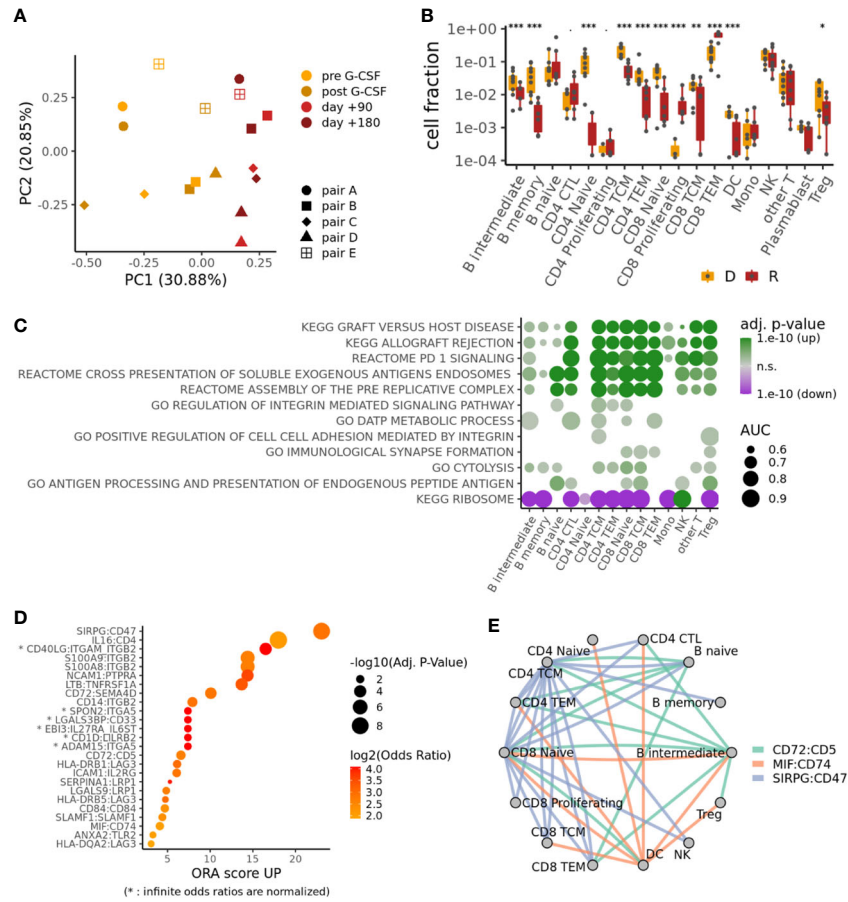 A
PC2 (20.85%)
0.25
0.00
-0.25
-0.50
-0.25
0.00
0.25
PC1 (30.88%)
pre G-CSF
post G-CSF
day +90
day +180
pair A
pair B
pair C
pair D
pair E
B
cell fraction
1e+00
1e-01
1e-02
1e-03
1e-04
*** *** . *** . *** *** *** *** ** *** *** *
B intermediate
B memory
B naive
CD4 CTL
CD4 Naive
CD4 Proliferating
CD4 TCM
CD4 TEM
CD8 Naive
CD8 Proliferating
CD8 TCM
CD8 TEM
DC
Mono
NK
other T
Plasmablast
Treg
D
R
C
KEGG GRAFT VERSUS HOST DISEASE
KEGG ALLOGRAFT REJECTION
REACTOME PD 1 SIGNALING
REACTOME CROSS PRESENTATION OF SOLUBLE EXOGENOUS ANTIGENS ENDOSOMES
REACTOME ASSEMBLY OF THE PRE REPLICATIVE COMPLEX
GO REGULATION OF INTEGRIN MEDIATED SIGNALING PATHWAY
GO DATP METABOLIC PROCESS
GO POSITIVE REGULATION OF CELL CELL ADHESION MEDIATED BY INTEGRIN
GO IMMUNOLOGICAL SYNAPSE FORMATION
GO CYTOLYSIS
GO ANTIGEN PROCESSING AND PRESENTATION OF ENDOGENOUS PEPTIDE ANTIGEN
KEGG RIBOSOME
B intermediate
B memory
B naive
CD4 CTL
CD4 Naive
CD4 TCM
CD4 TEM
CD8 Naive
CD8 TCM
CD8 TEM
Mono
NK
other T
Treg
adj. p-value
1.e-10 (up)
n.s.
1.e-10 (down)
AUC
0.6
0.7
0.8
0.9
D
SIRPG:CD47
IL16:CD4
* CD40LG:ITGAM_ITGB2
S100A9:ITGB2
S100A8:ITGB2
NCAM1:PTPRA
LTB:TNFRSF1A
CD72:SEMA4D
CD14:ITGB2
* SPON2:ITGA5
* LGALS3BP:CD33
* EBI3:IL27RA_IL6ST
* CD1D:LILRB2
* ADAM15:ITGA5
CD72:CD5
HLA-DRB1:LAG3
ICAM1:IL2RG
SERPINA1:LRP1
LGALS9:LRP1
HLA-DRB5:LAG3
CD84:CD84
SLAMF1:SLAMF1
MIF:CD74
ANXA2:TLR2
HLA-DQA2:LAG3
5
10
15
20
ORA score UP
(* : infinite odds ratios are normalized)
-log10(Adj. P-Value)
2
4
6
8
log2(Odds Ratio)
4.0
3.5
3.0
2.5
2.0
E
CD4 Naive
CD4 CTL
CD4 TCM
B naive
CD4 TEM
B memory
CD8 Naive
B intermediate
CD8 Proliferating
Treg
CD8 TCM
CD8 TEM
DC
NK
CD72:CD5
MIF:CD74
SIRPG:CD47